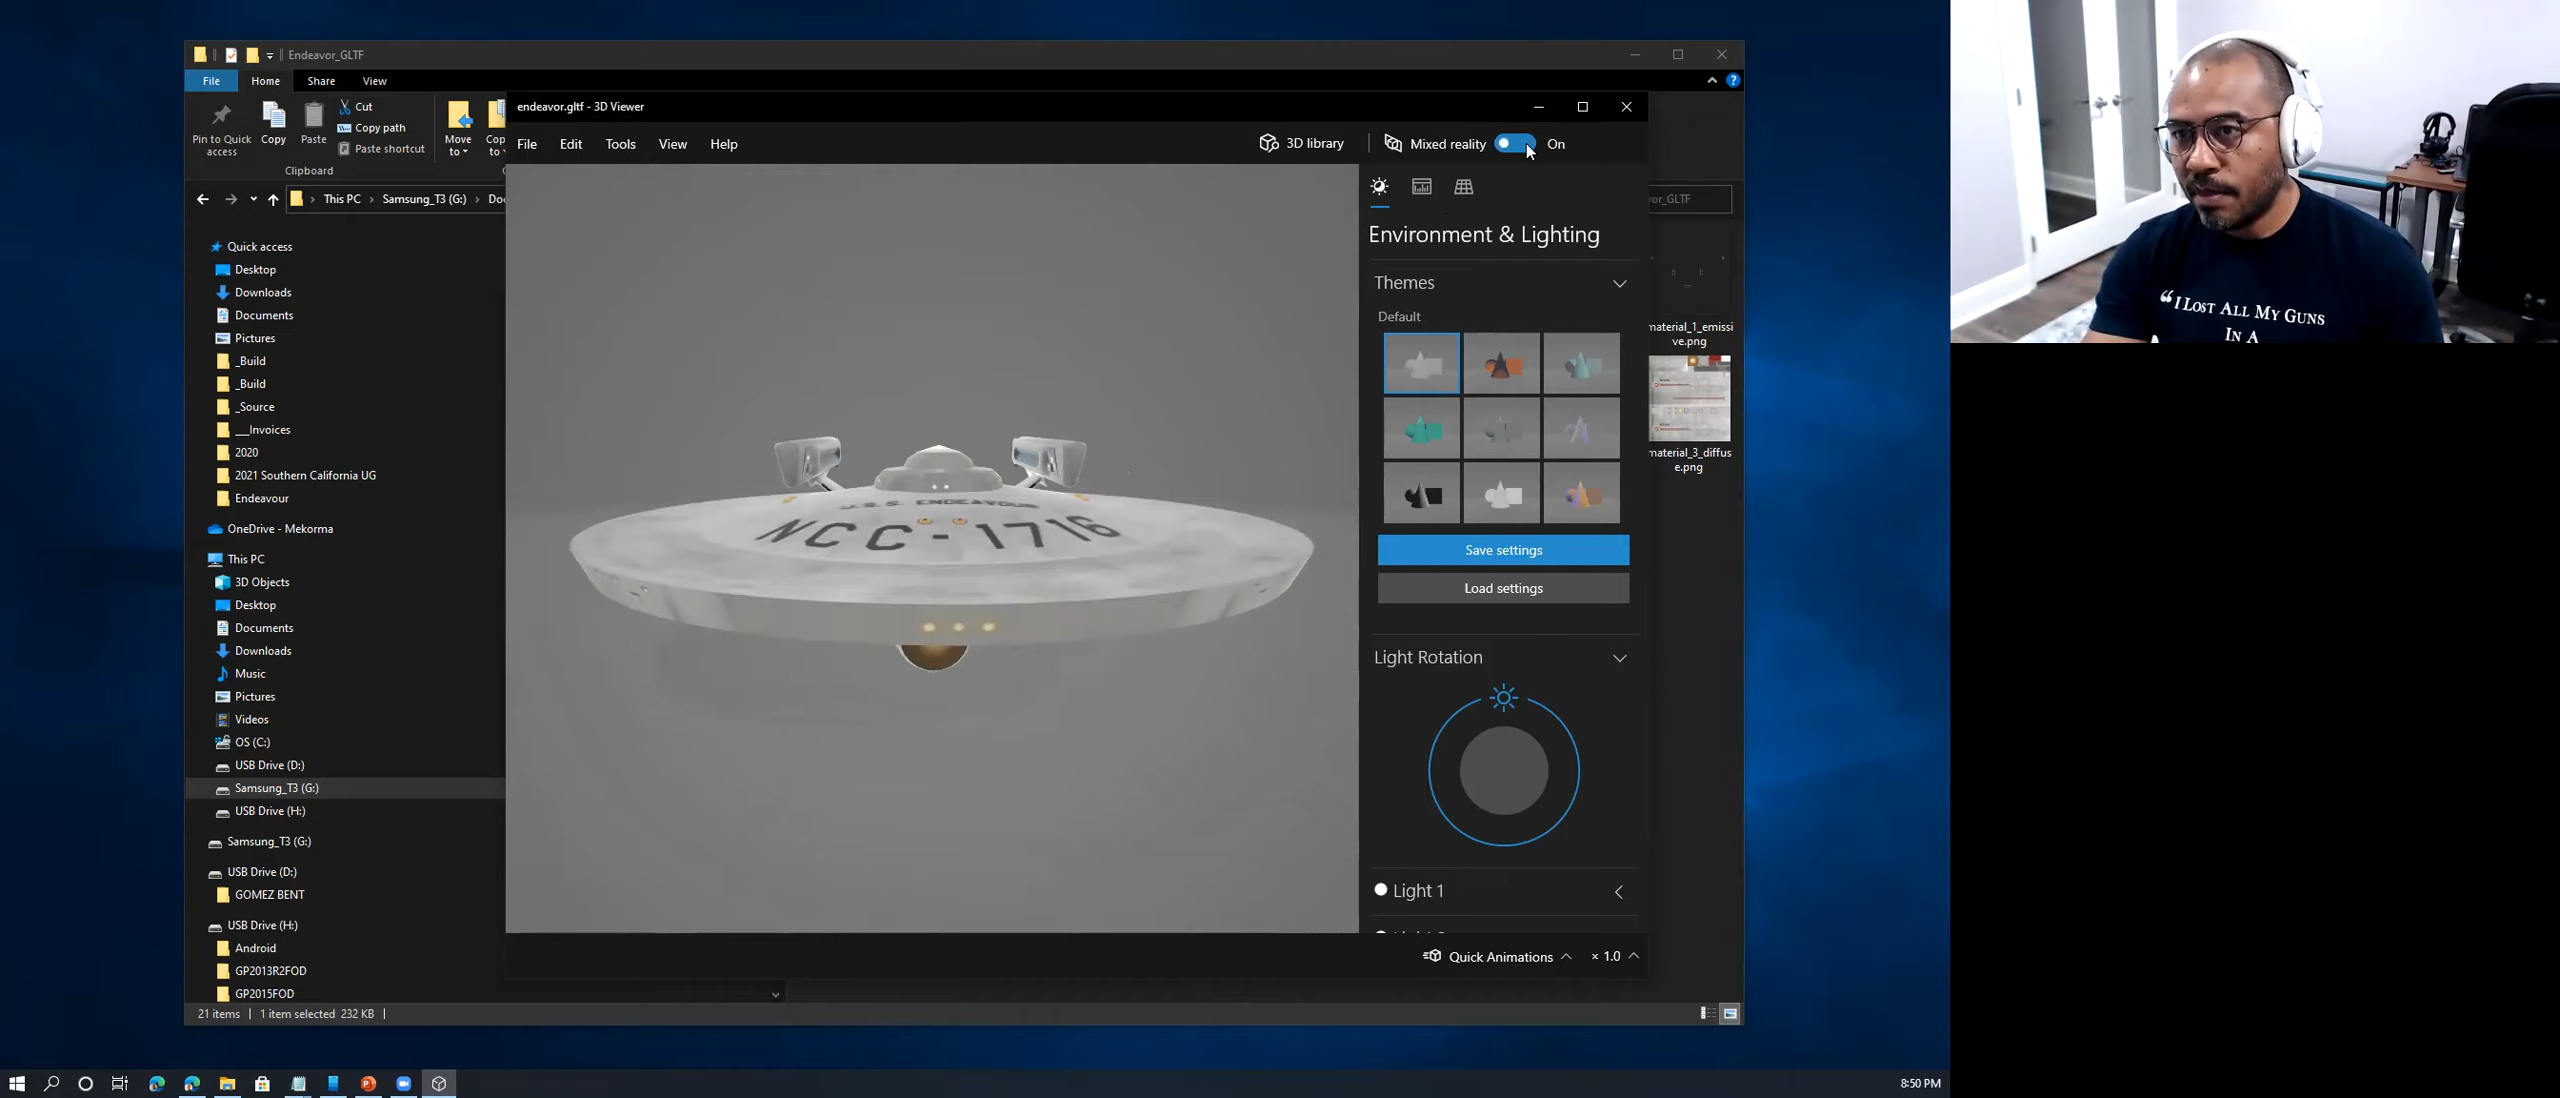 Endeavor_GLTF
File
Home
Share
View
Pin to Quick
access
Copy
Paste
Cut
Copy path
Paste shortcut
Move
to
Clipboard
This PC
Samsung_T3 (G:)
Quick access
Desktop
Downloads
Documents
Pictures
_Build
_Build
_Source
___Invoices
2020
2021 Southern California UG
Endeavour
OneDrive - Mekorma
This PC
3D Objects
Desktop
Documents
Downloads
Music
Pictures
Videos
OS (C:)
USB Drive (D:)
Samsung_T3 (G:)
USB Drive (H:)
Samsung_T3 (G:)
USB Drive (D:)
GOMEZ BENT
USB Drive (H:)
Android
GP2013R2FOD
GP2015FOD
21 items
1 item selected 232 KB
endeavor.gltf - 3D Viewer
File
Edit
Tools
View
Help
3D library
Mixed reality
On
U.S.S. ENDEAVOUR
NCC-1716
Environment & Lighting
Themes
Default
Save settings
Load settings
Light Rotation
Light 1
Quick Animations
× 1.0
material_1_emissi
ve.png
material_3_diffus
e.png
8:50 PM
“I LOST ALL MY GUNS
IN A